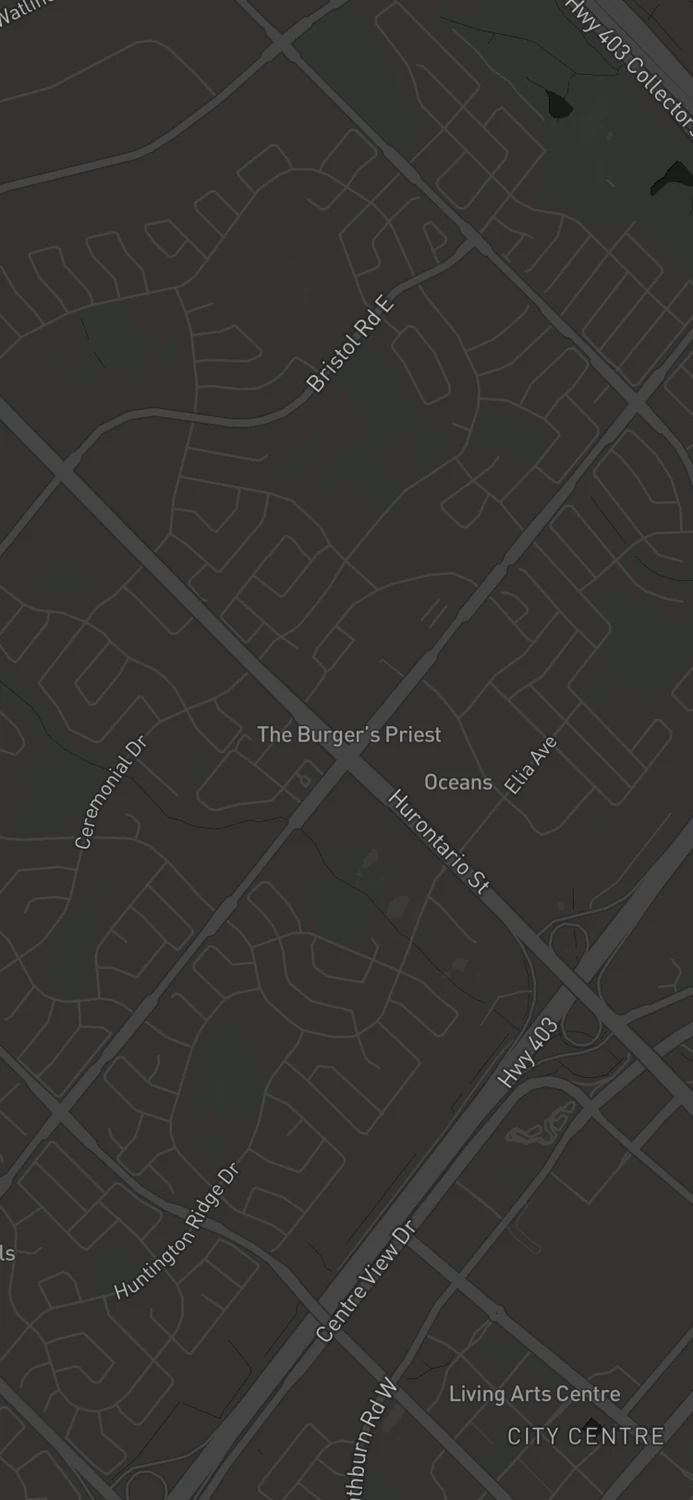 Hwy 403 Collectors
Bristol Rd E
The Burger's Priest
Ceremonial Dr
Oceans
Elia Ave
Hurontario St
Hwy 403
Huntington Ridge Dr
Centre View Dr
Living Arts Centre
CITY CENTRE